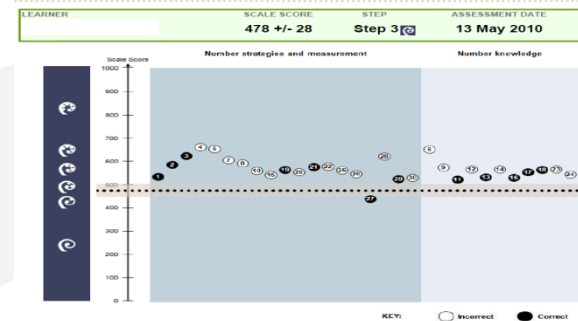 LEARNER SCALE SCORE STEP ASSESSMENT DATE
478 +/- 28 Step 3 13 May 2010
Number strategies and measurement Number knowledge
Scale Score
1000
900
800
700
600
500
400
300
200
100
0
1 2 3 4 5 7 8 10 16 19 20 21 22 25 26 27 28 29 30
6 9 11 12 13 14 15 17 18 23 24
KEY: Incorrect Correct